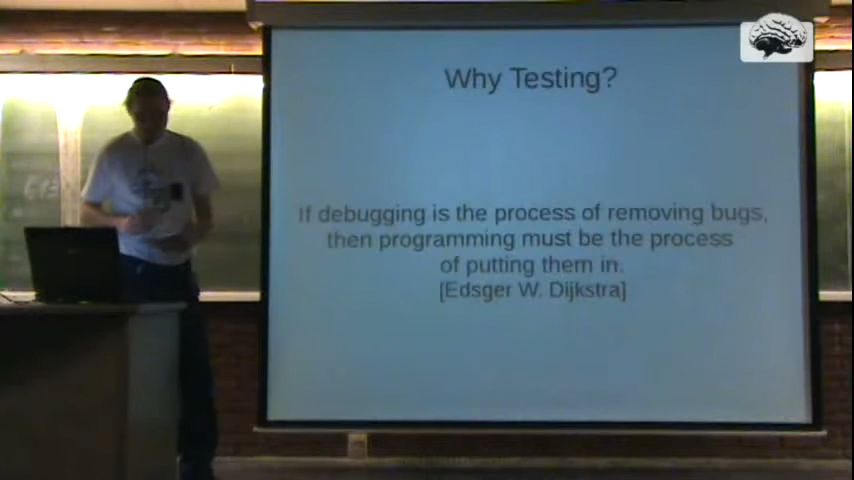 Why Testing?
If debugging is the process of removing bugs,
then programming must be the process
of putting them in.
[Edsger W. Dijkstra]